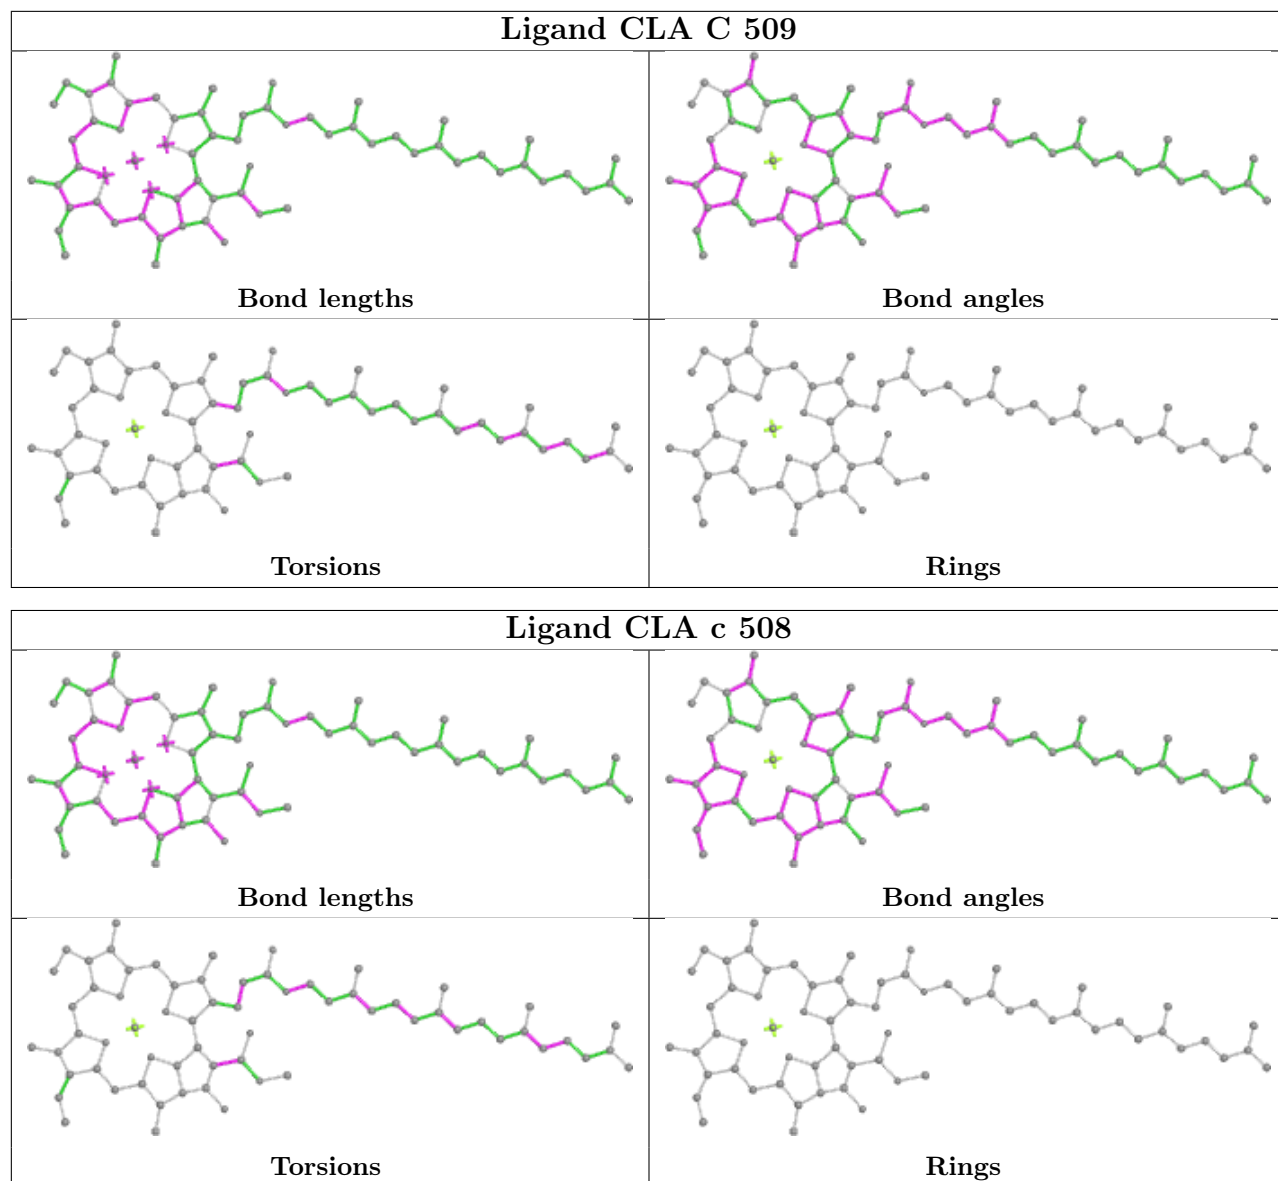 Ligand CLA C 509
Bond lengths
Bond angles
Torsions
Rings
Ligand CLA c 508
Bond lengths
Bond angles
Torsions
Rings